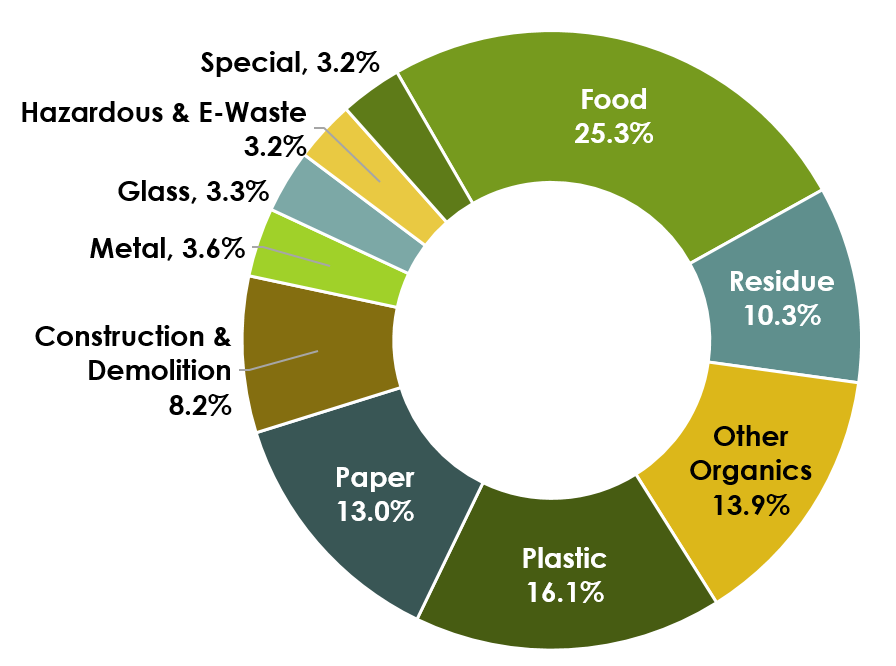 Special, 3.2%
Food
25.3%
Hazardous & E-Waste
3.2%
Glass, 3.3%
Metal, 3.6%
Residue
10.3%
Construction &
Demolition
8.2%
Other
Organics
13.9%
Paper
13.0%
Plastic
16.1%